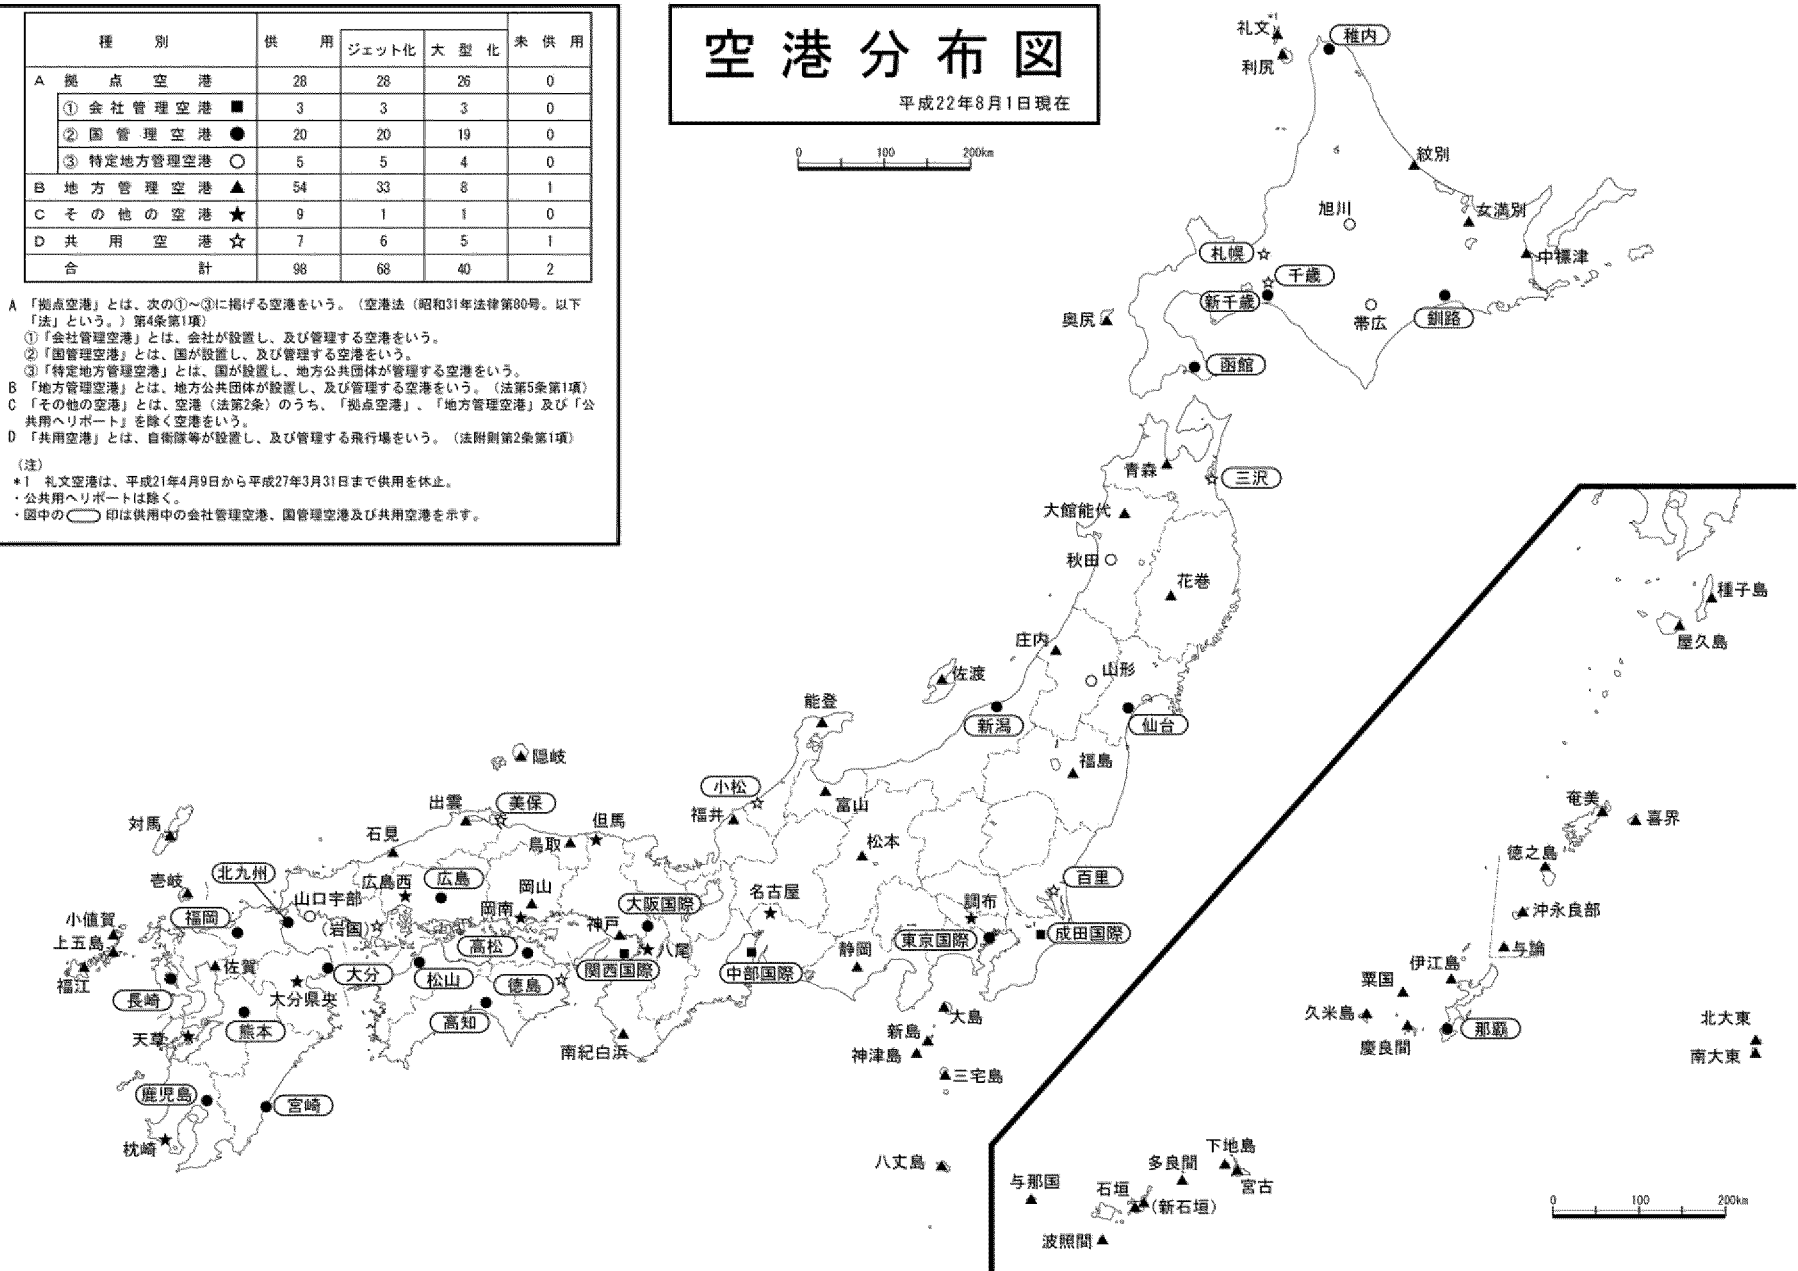 種別 供用 ジェット化 大型化 未供用
A 拠点空港 28 28 26 0
①会社管理空港 ■ 3 3 3 0
②国管理空港 ● 20 20 19 0
③特定地方管理空港 ○ 5 5 4 0
B 地方管理空港 ▲ 54 33 8 1
C その他の空港 ★ 9 1 1 0
D 共用空港 ☆ 7 6 5 1
合計 98 68 40 2
A 「拠点空港」とは、次の①～③に掲げる空港をいう。（空港法（昭和31年法律第80号。以下
「法」という。）第4条第1項）
①「会社管理空港」とは、会社が設置し、及び管理する空港をいう。
②「国管理空港」とは、国が設置し、及び管理する空港をいう。
③「特定地方管理空港」とは、国が設置し、地方公共団体が管理する空港をいう。
B 「地方管理空港」とは、地方公共団体が設置し、及び管理する空港をいう。（法第5条第1項）
C 「その他の空港」とは、空港（法第2条）のうち、「拠点空港」、「地方管理空港」及び「公
共用ヘリポート」を除く空港をいう。
D 「共用空港」とは、自衛隊等が設置し、及び管理する飛行場をいう。（法附則第2条第1項）
（注）
*1 礼文空港は、平成21年4月9日から平成27年3月31日まで供用を休止。
・公共用ヘリポートは除く。
・図中の 印は供用中の会社管理空港、国管理空港及び共用空港を示す。
空港分布図
平成22年8月1日現在
0 100 200km
*1
礼文
利尻
稚内
紋別
旭川
女満別
中標津
札幌
千歳
新千歳
帯広
釧路
奥尻
函館
青森
三沢
大館能代
秋田
花巻
庄内
山形
佐渡
新潟
仙台
能登
福島
隠岐
小松
福井
富山
松本
出雲
美保
但馬
鳥取
石見
対馬
壱岐
北九州
山口宇部
広島西
広島
岡山
岡南
大阪国際
名古屋
調布
百里
小値賀
上五島
福江
福岡
(岩国)
高松
神戸
八尾
関西国際
中部国際
静岡
東京国際
成田国際
佐賀
大分
松山
徳島
長崎
大分県央
高知
熊本
天草
南紀白浜
大島
新島
神津島
三宅島
鹿児島
宮崎
枕崎
八丈島
種子島
屋久島
奄美
喜界
徳之島
沖永良部
与論
伊江島
粟国
久米島
慶良間
那覇
北大東
南大東
下地島
多良間
宮古
与那国
石垣
(新石垣)
波照間
0 100 200km